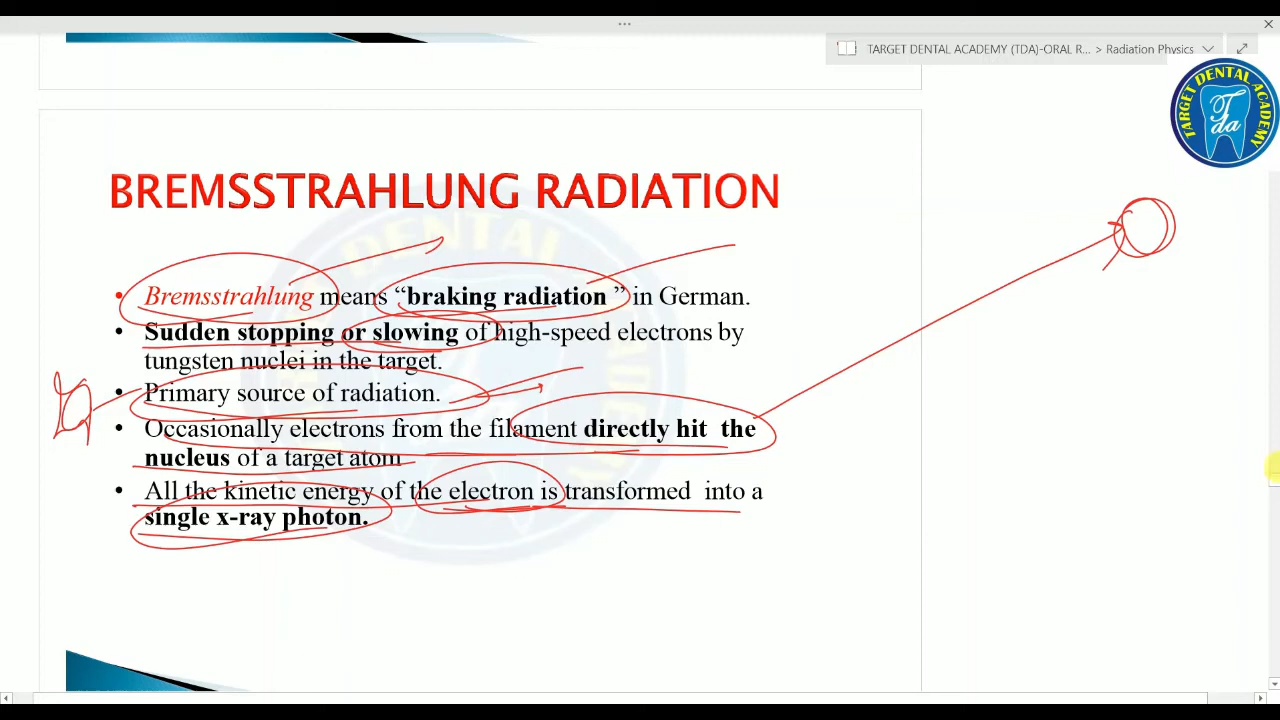 TARGET DENTAL ACADEMY (TDA)-ORAL R... > Radiation Physics
TARGET DENTAL ACADEMY
Tda
BREMSSTRAHLUNG RADIATION
• Bremsstrahlung means “braking radiation ” in German.
• Sudden stopping or slowing of high-speed electrons by
tungsten nuclei in the target.
• Primary source of radiation.
• Occasionally electrons from the filament directly hit the
nucleus of a target atom
• All the kinetic energy of the electron is transformed into a
single x-ray photon.